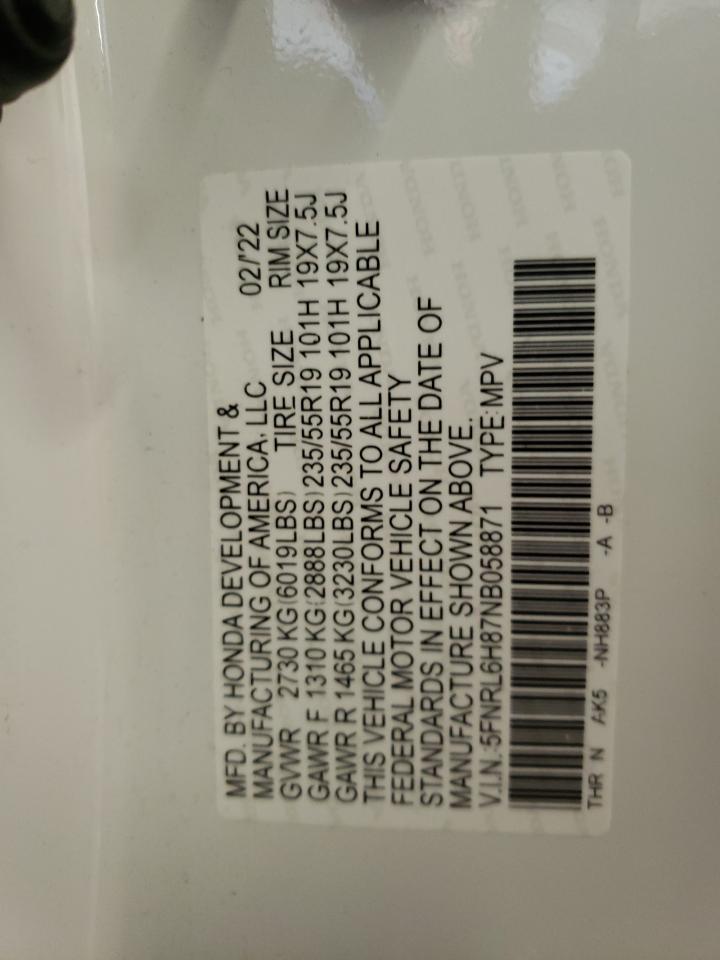 MFD. BY HONDA DEVELOPMENT &
MANUFACTURING OF AMERICA, LLC 02/'22
GVWR 2730 KG (6019LBS) TIRE SIZE RIM SIZE
GAWR F 1310 KG (2888LBS) 235/55R19 101H 19X7.5J
GAWR R 1465 KG (3230LBS) 235/55R19 101H 19X7.5J
THIS VEHICLE CONFORMS TO ALL APPLICABLE
FEDERAL MOTOR VEHICLE SAFETY
STANDARDS IN EFFECT ON THE DATE OF
MANUFACTURE SHOWN ABOVE.
V.I.N.:5FNRL6H87NB058871 TYPE:MPV
THR N AK5 -NH883P -A -B